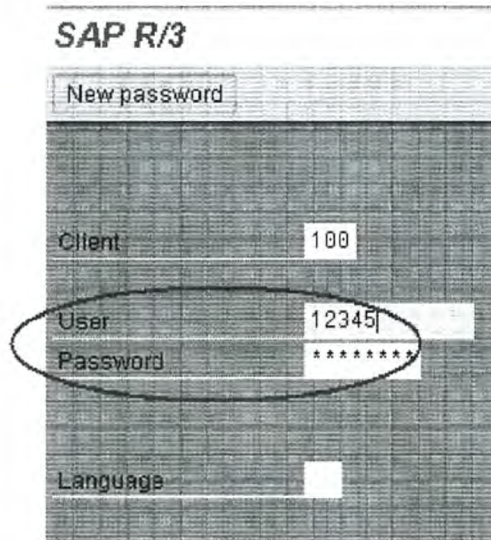 SAP R/3
New password
Client 100
User 12345
Password ********
Language